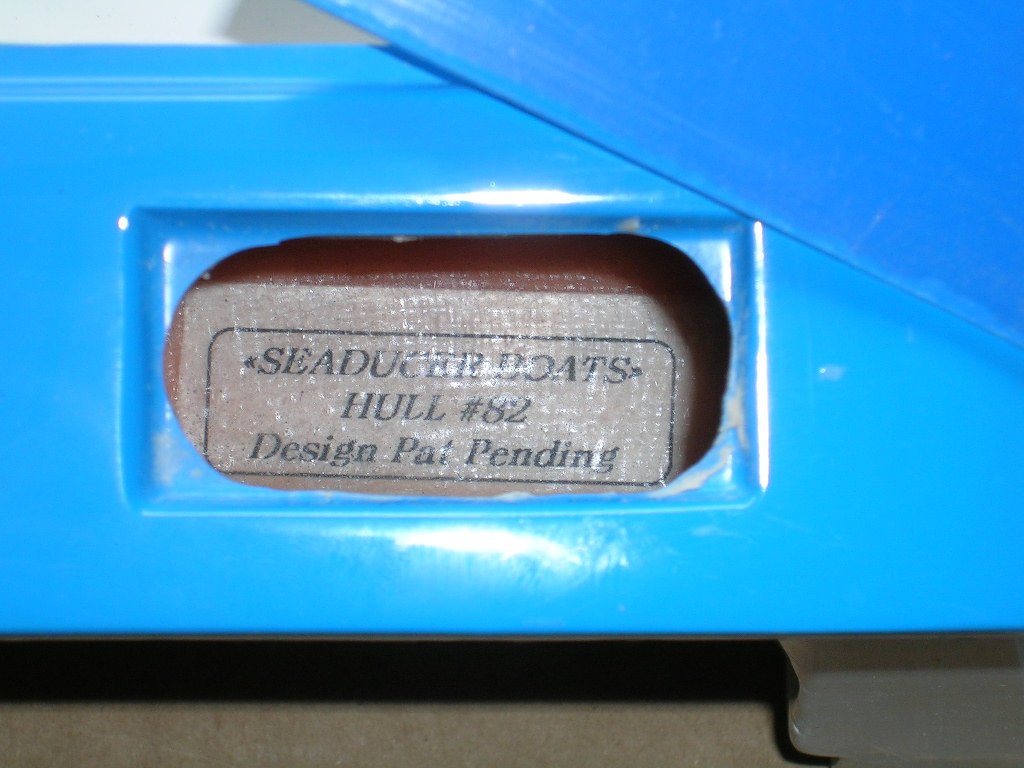 «SEADUCER BOATS»
HULL #82
Design Pat Pending